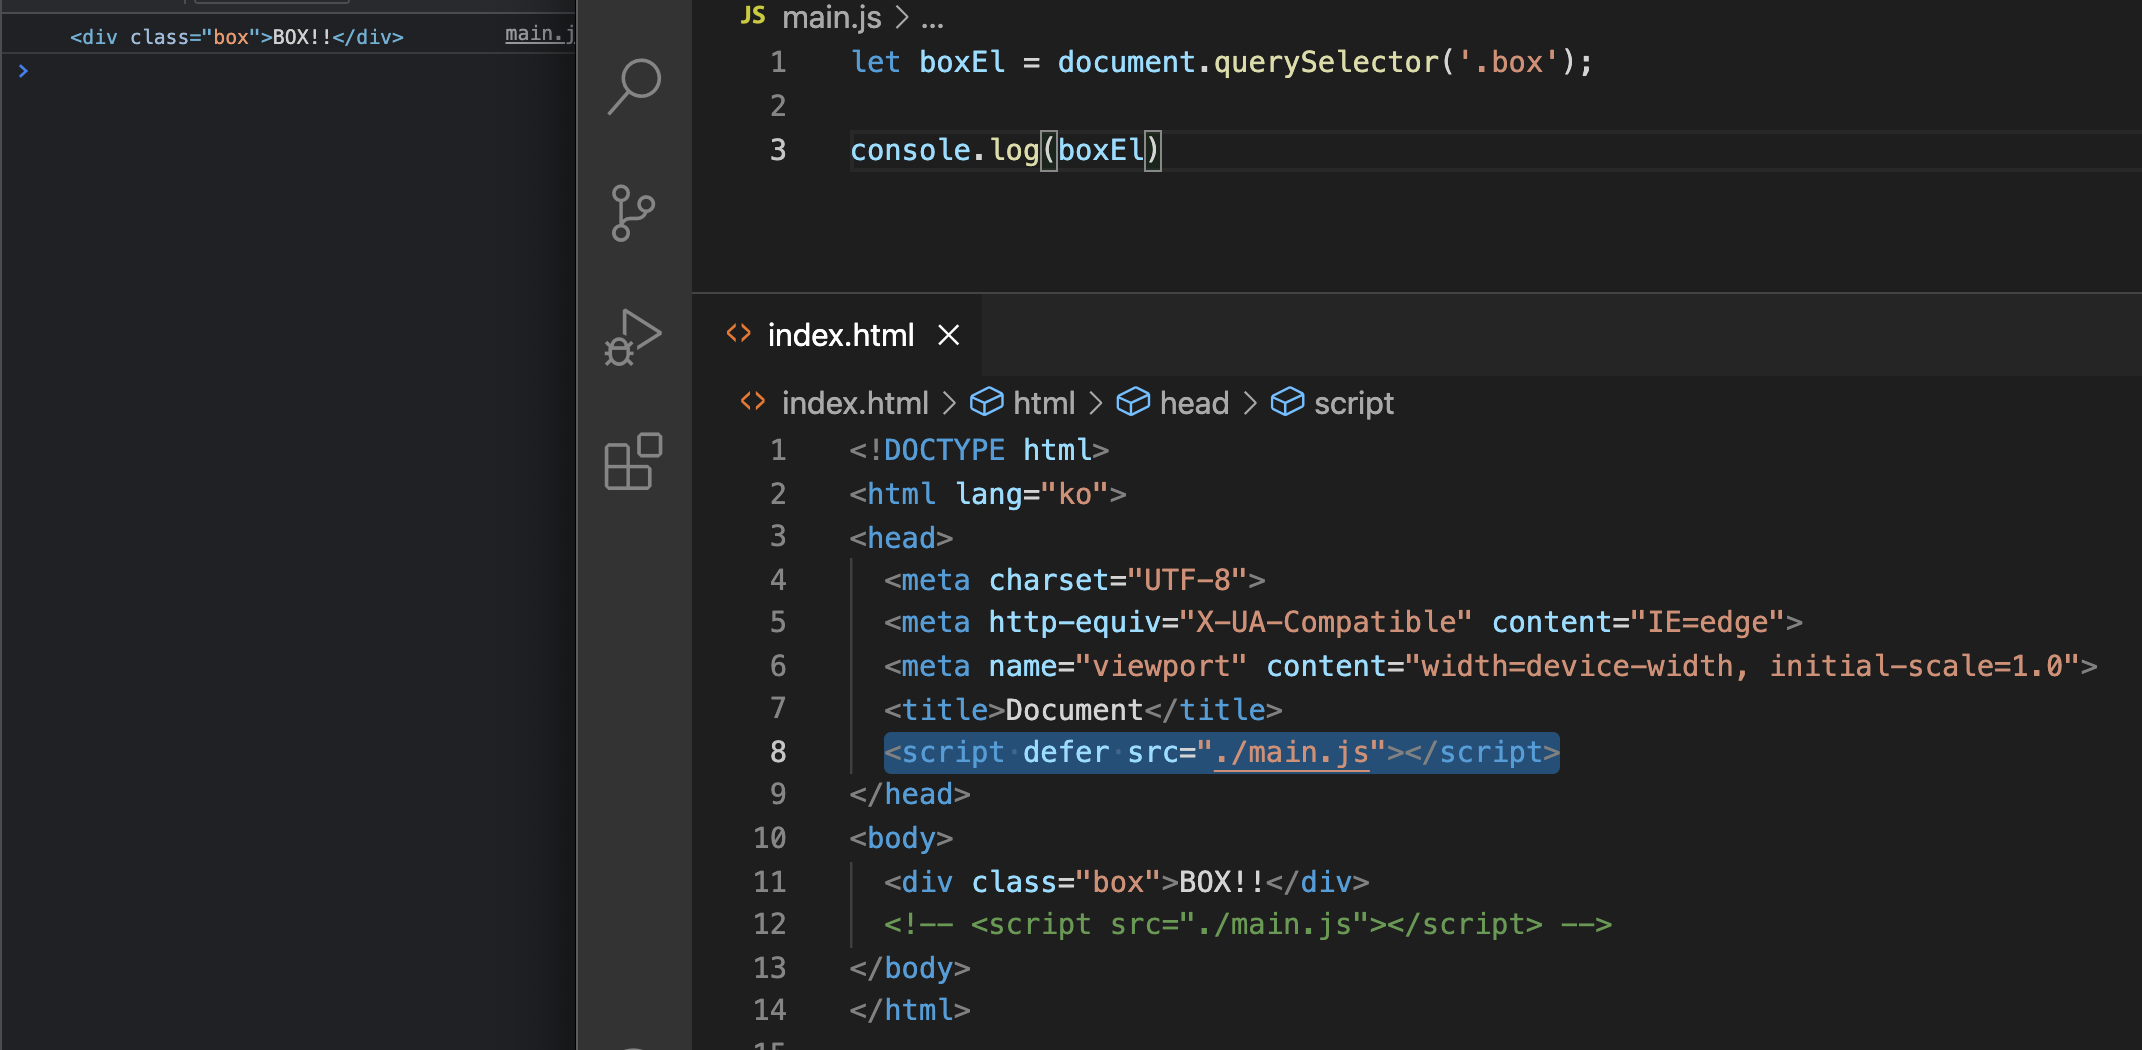 <div class="box">BOX!!</div> main.j
>
JS main.js > ...
1 let boxEl = document.querySelector('.box');
2
3 console.log(boxEl)
<> index.html ×
<> index.html > html > head > script
1 <!DOCTYPE html>
2 <html lang="ko">
3 <head>
4 <meta charset="UTF-8">
5 <meta http-equiv="X-UA-Compatible" content="IE=edge">
6 <meta name="viewport" content="width=device-width, initial-scale=1.0">
7 <title>Document</title>
8 <script defer src="./main.js"></script>
9 </head>
10 <body>
11 <div class="box">BOX!!</div>
12 <!-- <script src="./main.js"></script> -->
13 </body>
14 </html>
15